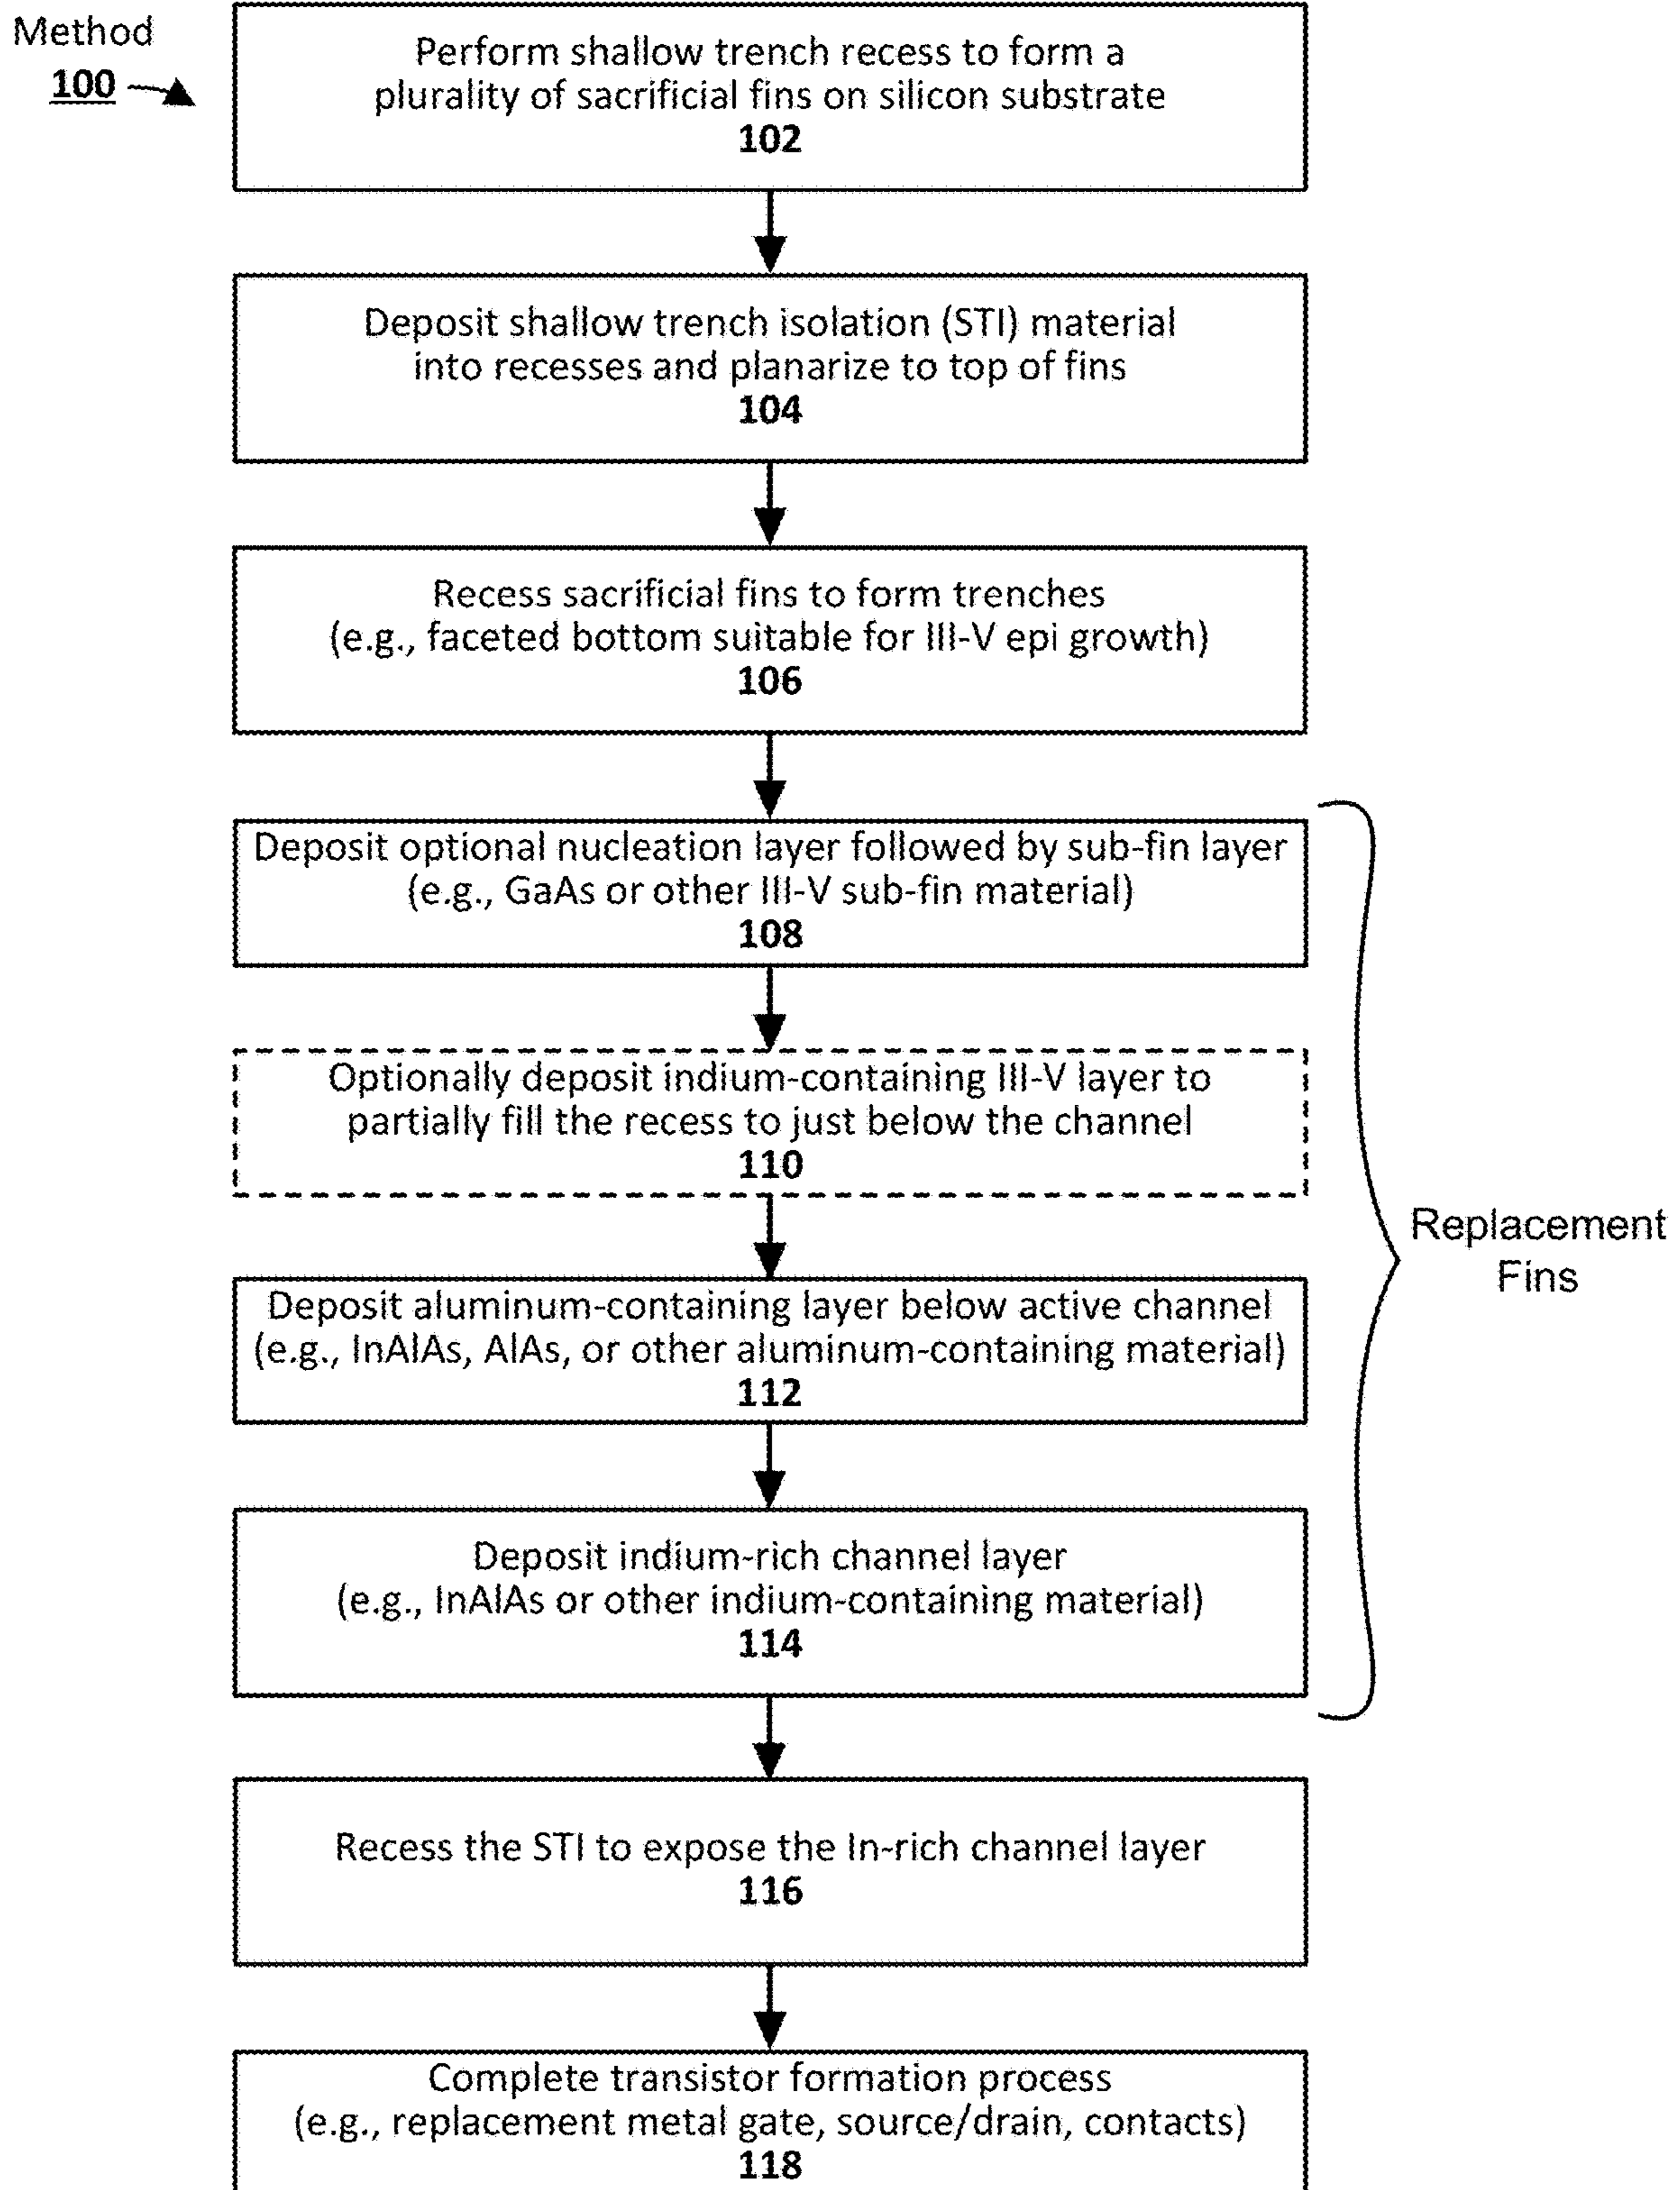 Method
100
Perform shallow trench recess to form a
plurality of sacrificial fins on silicon substrate
102
Deposit shallow trench isolation (STI) material
into recesses and planarize to top of fins
104
Recess sacrificial fins to form trenches
(e.g., faceted bottom suitable for III-V epi growth)
106
Deposit optional nucleation layer followed by sub-fin layer
(e.g., GaAs or other III-V sub-fin material)
108
Optionally deposit indium-containing III-V layer to
partially fill the recess to just below the channel
110
Deposit aluminum-containing layer below active channel
(e.g., InAlAs, AlAs, or other aluminum-containing material)
112
Deposit indium-rich channel layer
(e.g., InAlAs or other indium-containing material)
114
Replacement
Fins
Recess the STI to expose the In-rich channel layer
116
Complete transistor formation process
(e.g., replacement metal gate, source/drain, contacts)
118